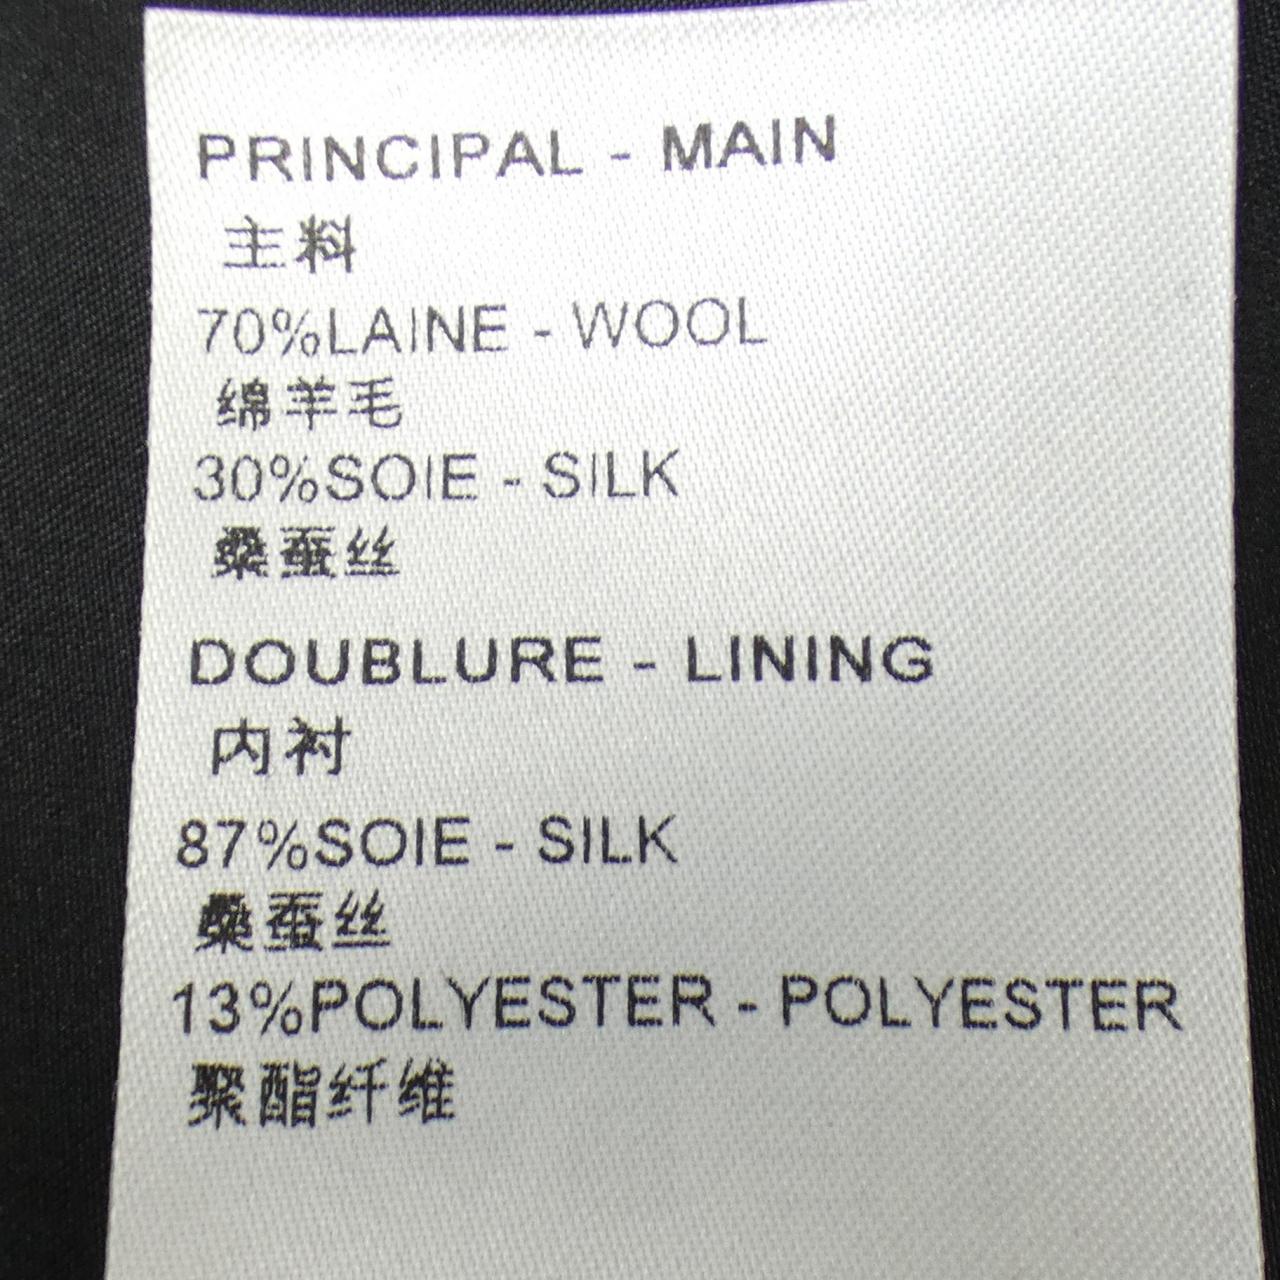 PRINCIPAL - MAIN
主料
70%LAINE - WOOL
绵羊毛
30%SOIE - SILK
桑蚕丝
DOUBLURE - LINING
内衬
87%SOIE - SILK
桑蚕丝
13%POLYESTER - POLYESTER
聚酯纤维